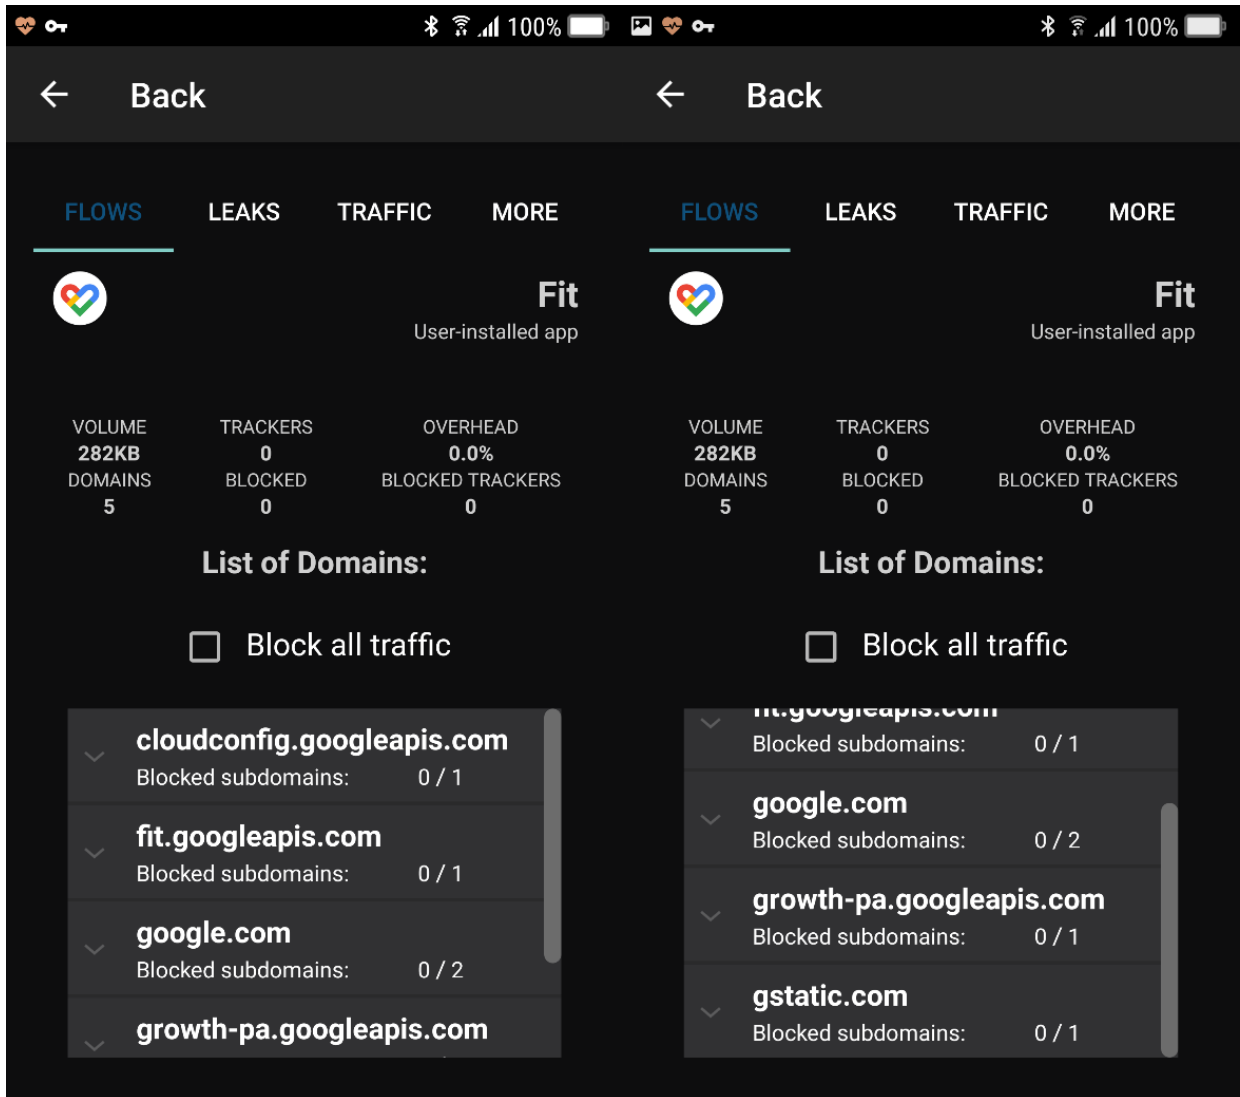 100%
Back
FLOWS LEAKS TRAFFIC MORE
Fit
User-installed app
VOLUME TRACKERS OVERHEAD
282KB 0 0.0%
DOMAINS BLOCKED BLOCKED TRACKERS
5 0 0
List of Domains:
Block all traffic
cloudconfig.googleapis.com
Blocked subdomains: 0 / 1
fit.googleapis.com
Blocked subdomains: 0 / 1
google.com
Blocked subdomains: 0 / 2
growth-pa.googleapis.com
100%
Back
FLOWS LEAKS TRAFFIC MORE
Fit
User-installed app
VOLUME TRACKERS OVERHEAD
282KB 0 0.0%
DOMAINS BLOCKED BLOCKED TRACKERS
5 0 0
List of Domains:
Block all traffic
fit.googleapis.com
Blocked subdomains: 0 / 1
google.com
Blocked subdomains: 0 / 2
growth-pa.googleapis.com
Blocked subdomains: 0 / 1
gstatic.com
Blocked subdomains: 0 / 1